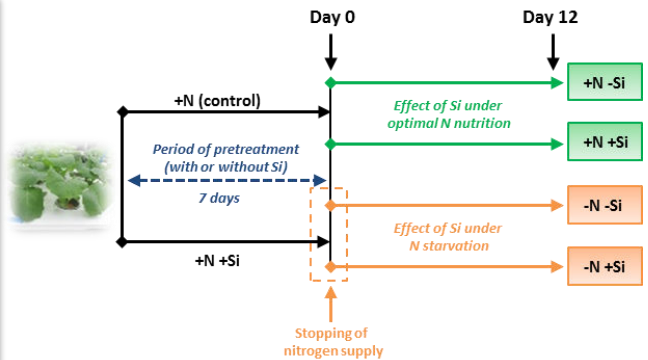 Day 0
Day 12
+N (control)
Period of pretreatment
(with or without Si)
7 days
+N +Si
Effect of Si under
optimal N nutrition
Effect of Si under
N starvation
+N -Si
+N +Si
-N -Si
-N +Si
Stopping of
nitrogen supply